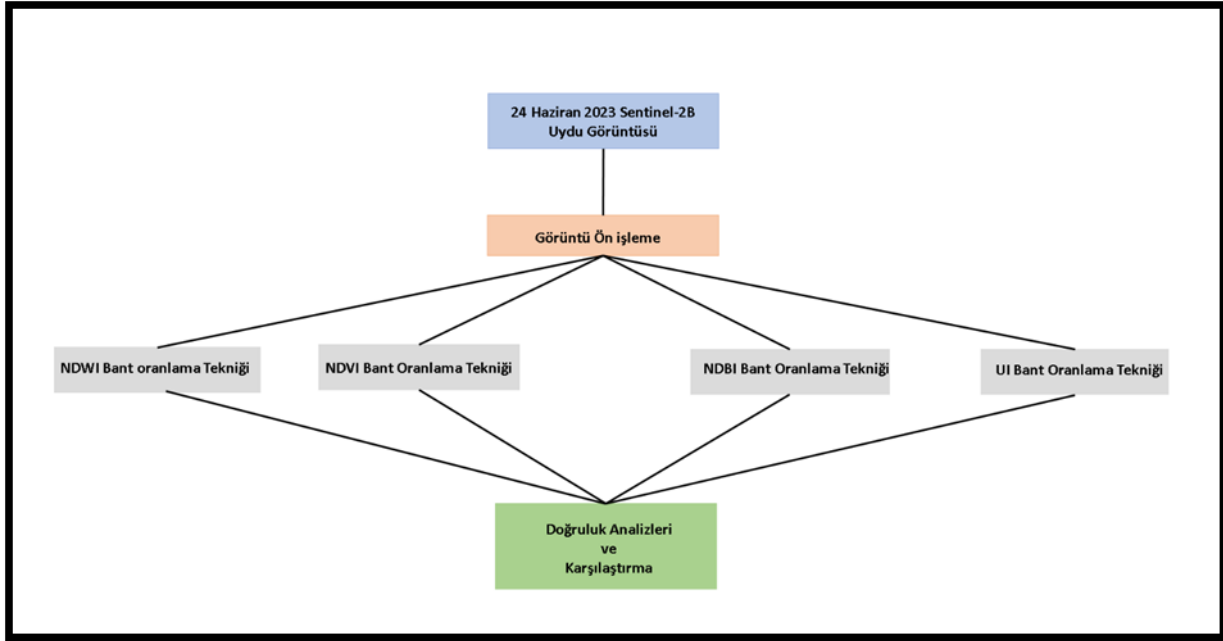 24 Haziran 2023 Sentinel-2B
Uydu Görüntüsü
Görüntü Ön işleme
NDWI Bant oranlama Tekniği
NDVI Bant Oranlama Tekniği
NDBI Bant Oranlama Tekniği
UI Bant Oranlama Tekniği
Doğruluk Analizleri
ve
Karşılaştırma